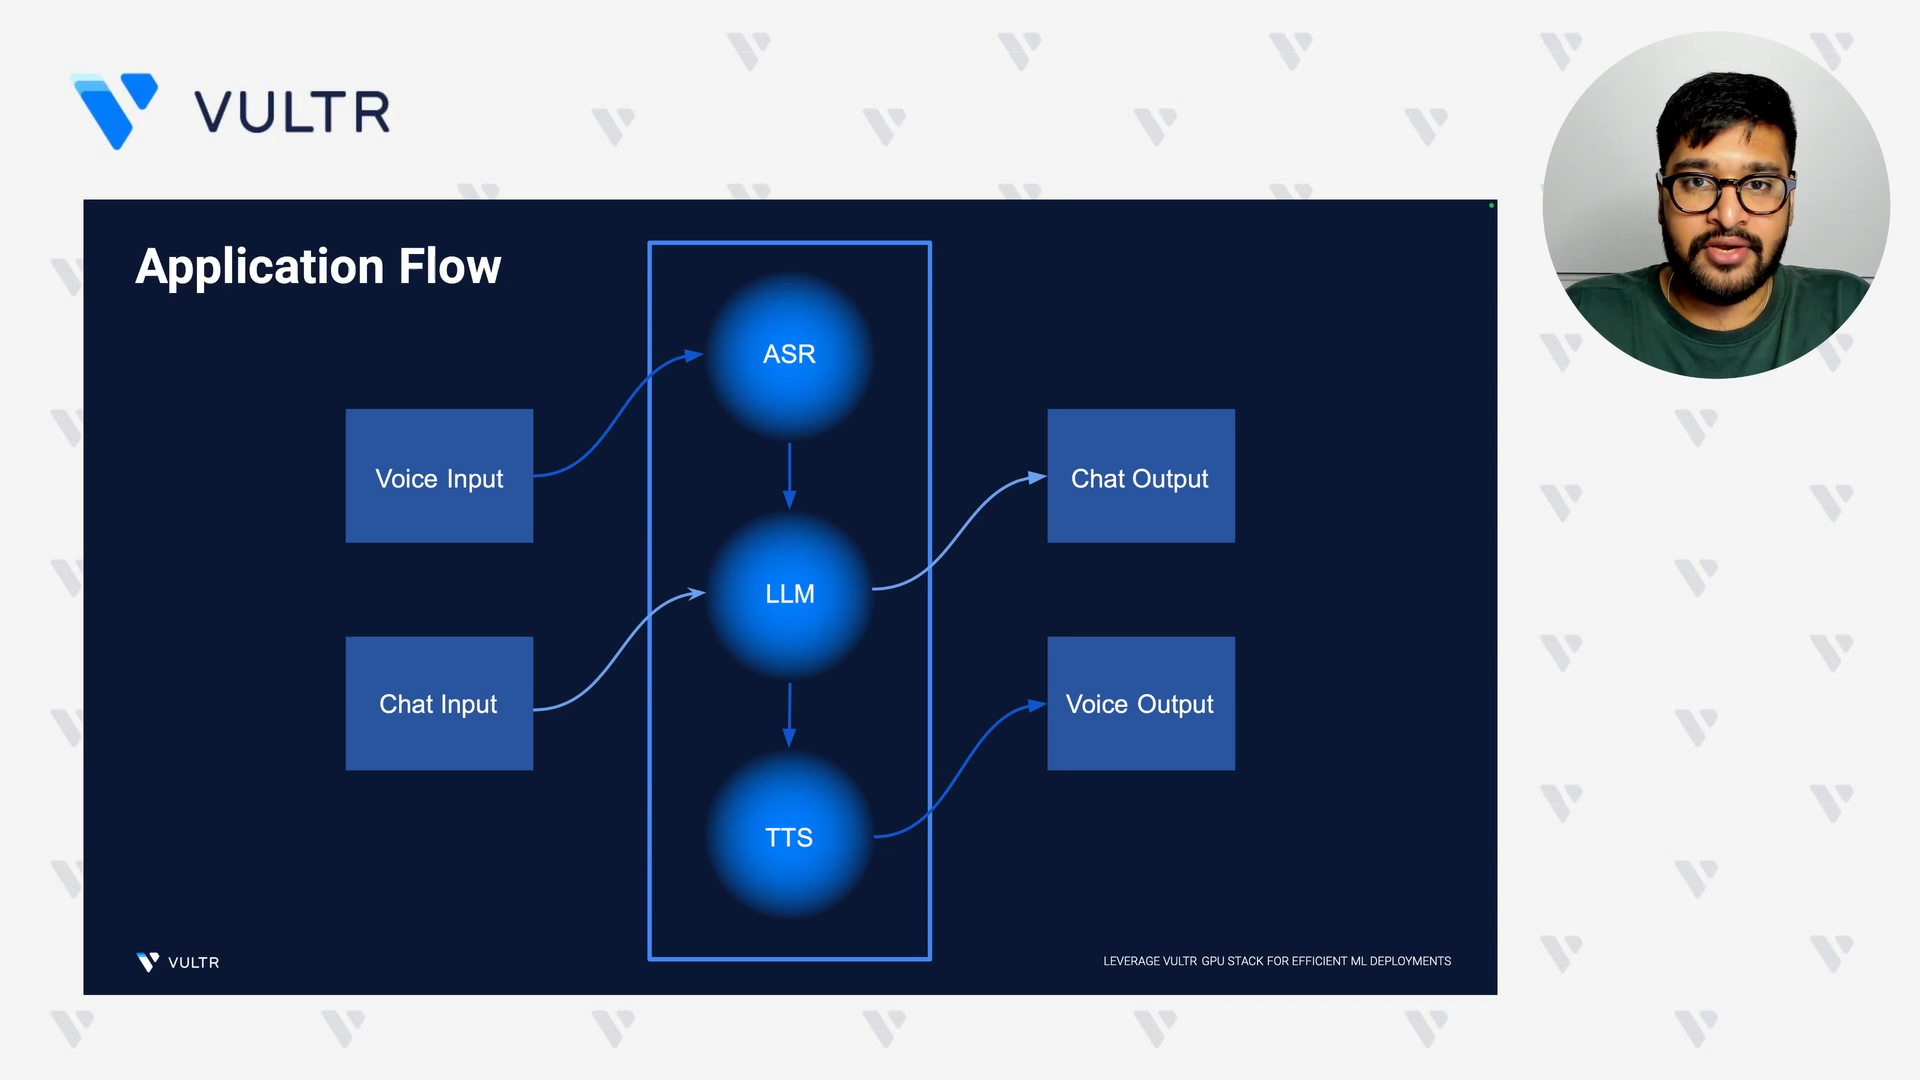 VULTR
Application Flow
ASR
Voice Input
Chat Output
LLM
Chat Input
Voice Output
TTS
VULTR
LEVERAGE VULTR GPU STACK FOR EFFICIENT ML DEPLOYMENTS